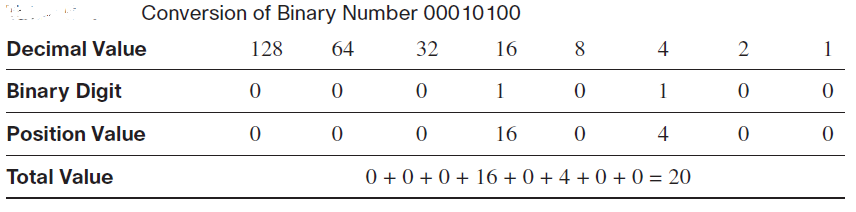 Conversion of Binary Number 00010100
Decimal Value 128 64 32 16 8 4 2 1
Binary Digit 0 0 0 1 0 1 0 0
Position Value 0 0 0 16 0 4 0 0
Total Value 0 + 0 + 0 + 16 + 0 + 4 + 0 + 0 = 20